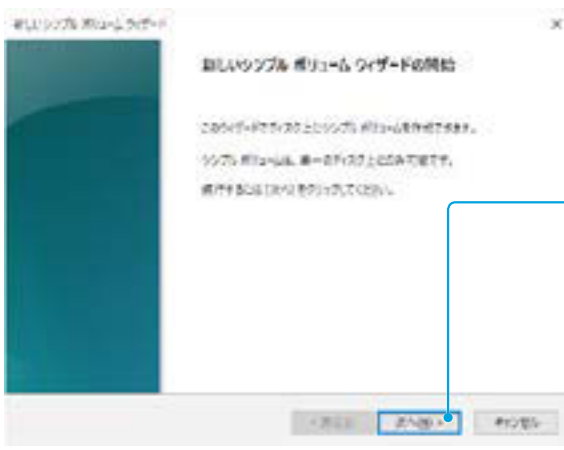 新しいシンプル ボリューム ウィザード
新しいシンプル ボリューム ウィザードの開始
このウィザードでディスク上にシンプル ボリュームを作成できます。
シンプル ボリュームは、単一のディスク上にのみ可能です。
続行するには [次へ] をクリックしてください。
< 戻る(B)
次へ(N) >
キャンセル